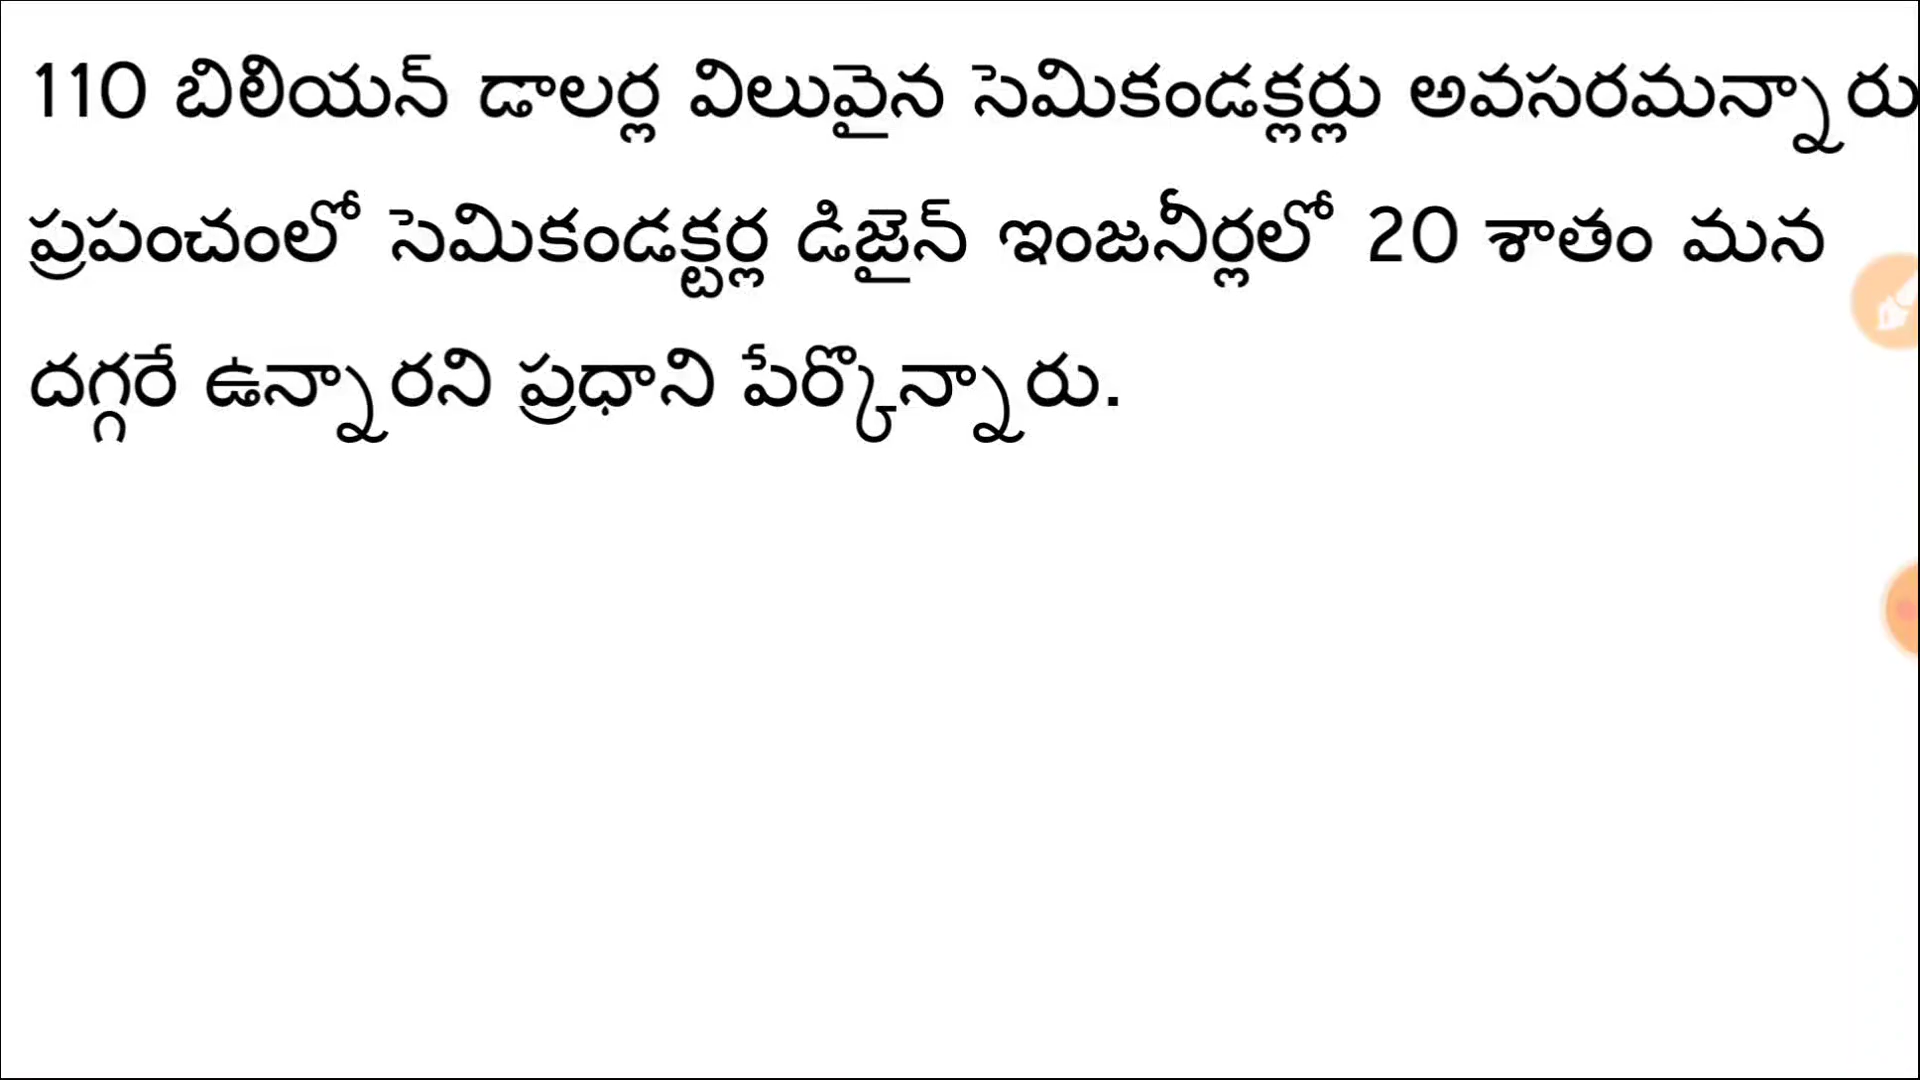 110 బిలియన్ డాలర్ల విలువైన సెమికండక్లర్లు అవసరమన్నారు
ప్రపంచంలో సెమికండక్టర్ల డిజైన్ ఇంజనీర్లలో 20 శాతం మన
దగ్గరే ఉన్నారని ప్రధాని పేర్కొన్నారు.